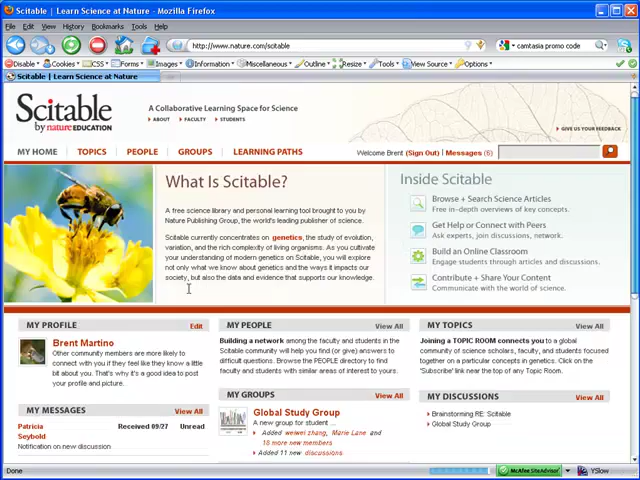 Scitable | Learn Science at Nature - Mozilla Firefox
File Edit View History Bookmarks Tools Help
http://www.nature.com/scitable
camtasia promo code
Disable Cookies CSS Forms Images Information Miscellaneous Outline Resize Tools View Source Options
Scitable | Learn Science at Nature
Scitable
by nature EDUCATION
A Collaborative Learning Space for Science
ABOUT FACULTY STUDENTS
GIVE US YOUR FEEDBACK
MY HOME TOPICS PEOPLE GROUPS LEARNING PATHS
Welcome Brent (Sign Out) | Messages (6)
What Is Scitable?
A free science library and personal learning tool brought to you by
Nature Publishing Group, the world's leading publisher of science.
Scitable currently concentrates on genetics, the study of evolution,
variation, and the rich complexity of living organisms. As you cultivate
your understanding of modern genetics on Scitable, you will explore
not only what we know about genetics and the ways it impacts our
society, but also the data and evidence that supports our knowledge.
Inside Scitable
Browse + Search Science Articles
Free in-depth overviews of key concepts.
Get Help or Connect with Peers
Ask experts, join discussions, network.
Build an Online Classroom
Engage students through articles and discussions.
Contribute + Share Your Content
Communicate with the world of science.
MY PROFILE Edit
Brent Martino
Other community members are more likely to
connect with you if they feel like they know a little
bit about you. That's why it's a good idea to post
your profile and picture.
MY MESSAGES View All
Patricia Seybold Received 09/27 Unread
Notification on new discussion
MY PEOPLE View All
Building a network among the faculty and students in the
Scitable community will help you find (or give) answers to
difficult questions. Browse the PEOPLE directory to find
faculty and students with similar areas of interest to yours.
MY GROUPS View All
Global Study Group
A new group for student ...
Added weiwei zhang, Marie Lane and
18 more new members
Added 11 new discussions.
MY TOPICS View All
Joining a TOPIC ROOM connects you to a global
community of science scholars, faculty, and students focused
on a particular concepts in genetics. Click on the
'Subscribe' link near the top of any Topic Room.
MY DISCUSSIONS View All
Brainstorming RE: Scitable
Global Study Group
Done
McAfee SiteAdvisor
YSlow